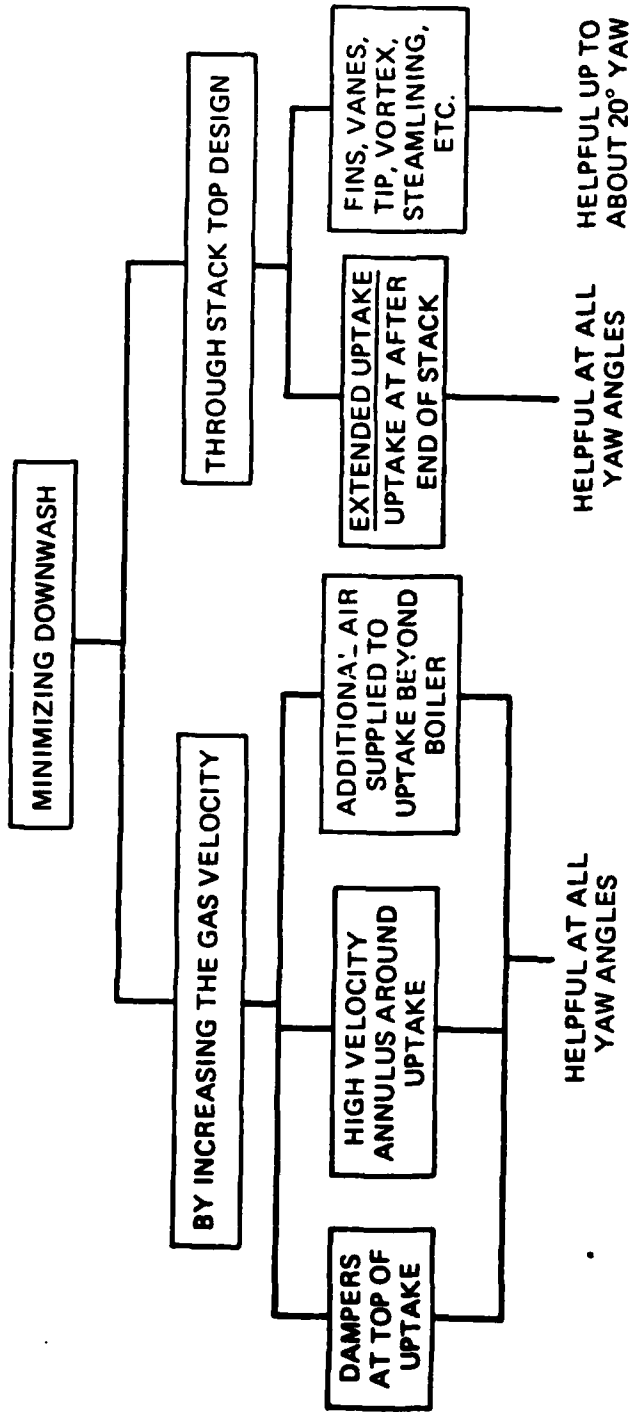 MINIMIZING DOWNWASH
BY INCREASING THE GAS VELOCITY
THROUGH STACK TOP DESIGN
DAMPERS
AT TOP OF
UPTAKE
HIGH VELOCITY
ANNULUS AROUND
UPTAKE
ADDITIONAL AIR
SUPPLIED TO
UPTAKE BEYOND
BOILER
EXTENDED UPTAKE
UPTAKE AT AFTER
END OF STACK
FINS, VANES,
TIP, VORTEX,
STEAMLINING,
ETC.
HELPFUL AT ALL
YAW ANGLES
HELPFUL AT ALL
YAW ANGLES
HELPFUL UP TO
ABOUT 20° YAW